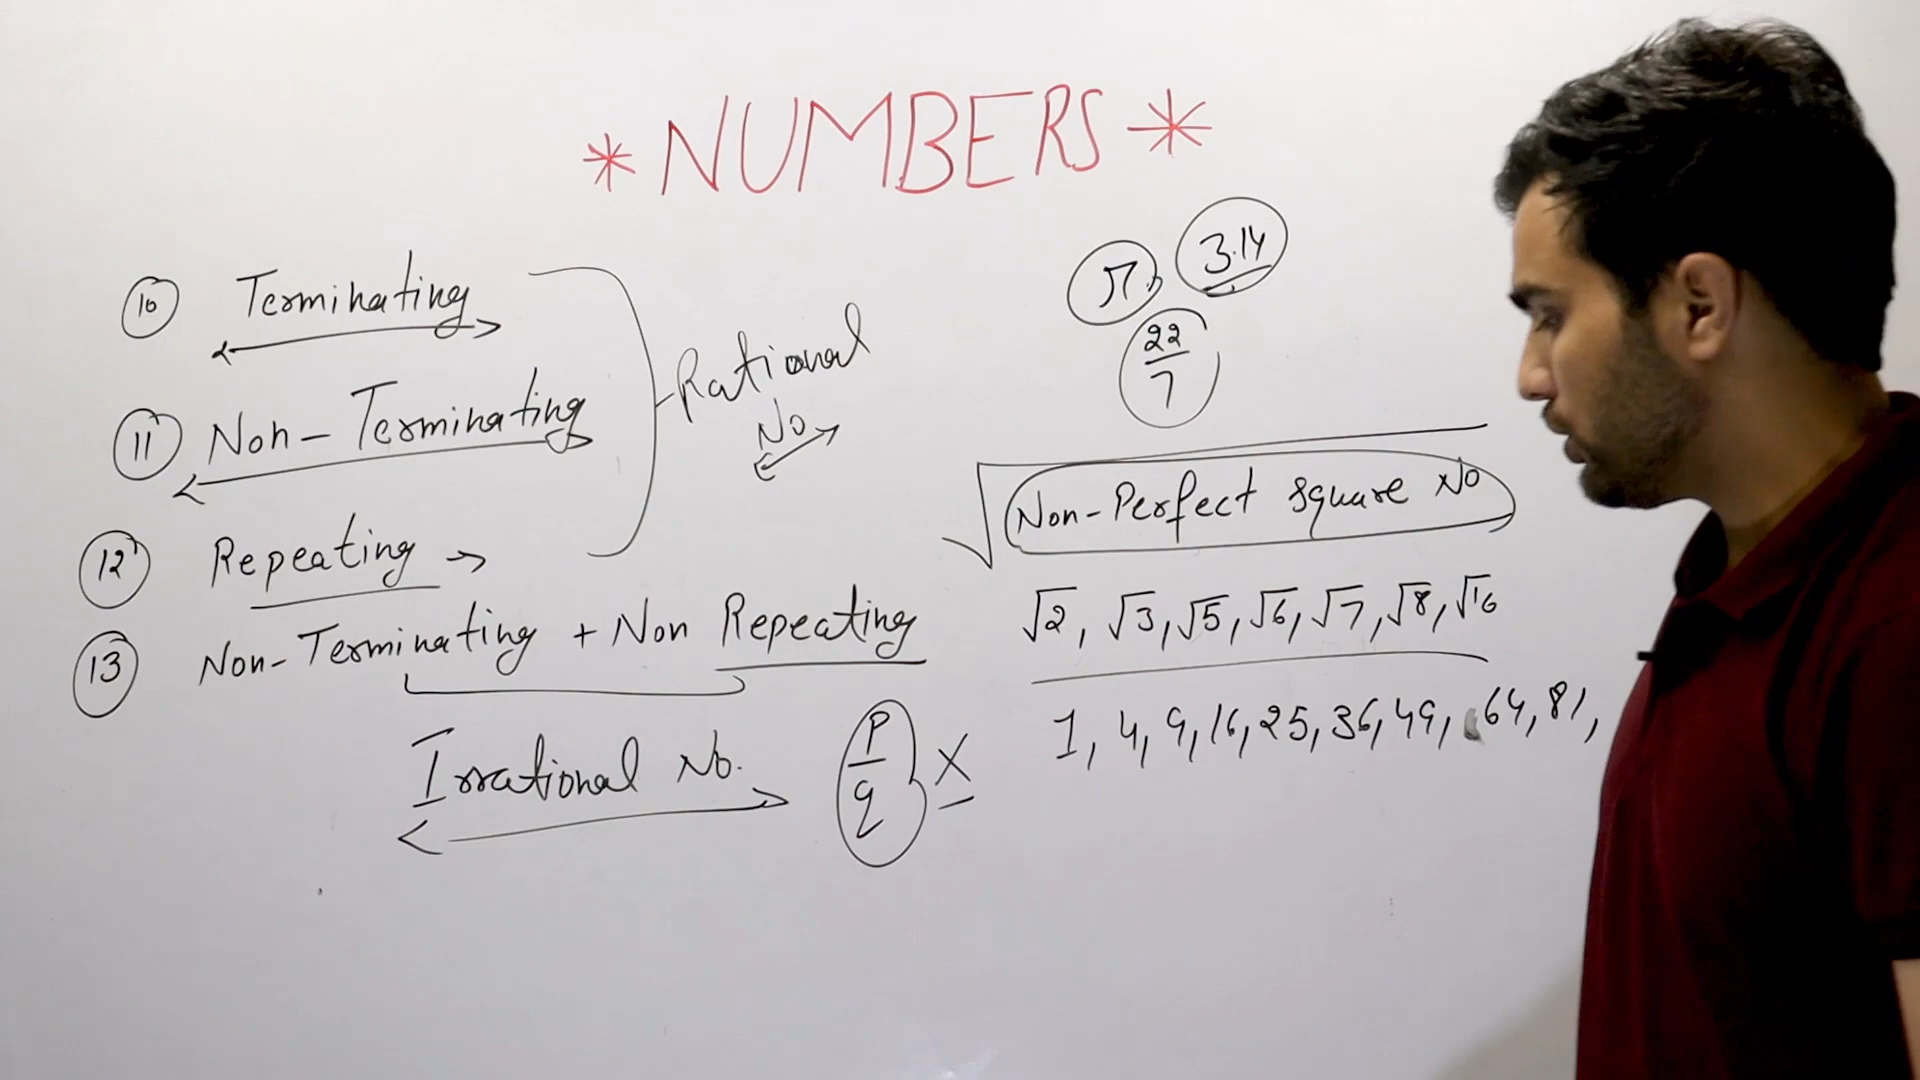 * NUMBERS *
10 Terminating
11 Non-Terminating
12 Repeating →
Rational
No
13 Non-Terminating + Non Repeating
Irrational No.
p/q X
π, 3.14
22/7
√Non-Perfect Square No
√2, √3, √5, √6, √7, √8, √10
1, 4, 9, 16, 25, 36, 49, 64, 81,